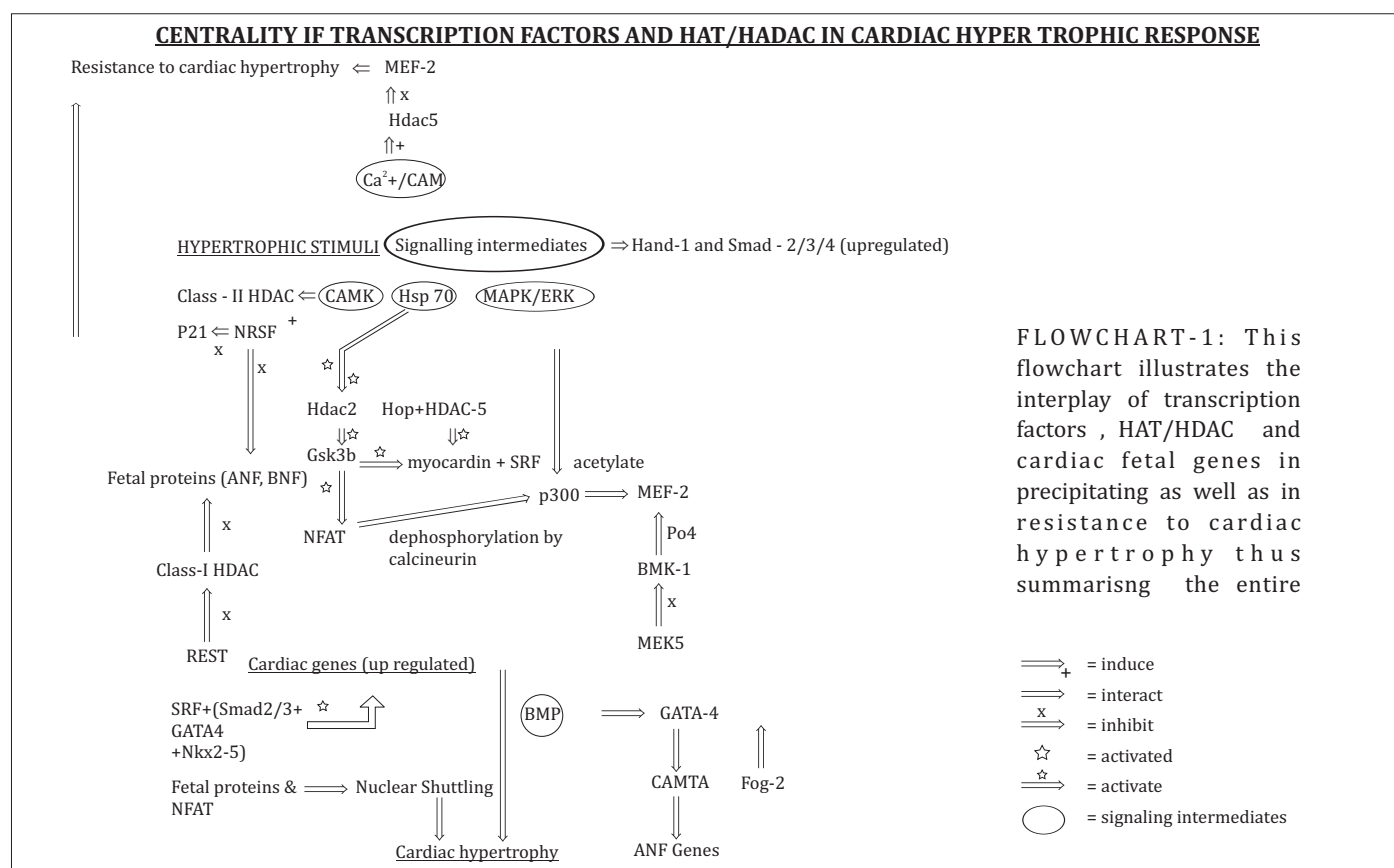 CENTRALITY IF TRANSCRIPTION FACTORS AND HAT/HADAC IN CARDIAC HYPER TROPHIC RESPONSE
Resistance to cardiac hypertrophy ⇐ MEF-2
⇑ x
Hdac5
⇑ +
Ca²+/CAM
HYPERTROPHIC STIMULI Signalling intermediates ⇒ Hand-1 and Smad - 2/3/4 (upregulated)
Class - II HDAC ⇐ CAMK Hsp 70 MAPK/ERK
+
P21 ⇐ NRSF
x
x
Hdac2 Hop+HDAC-5
Gsk3b
myocardin + SRF acetylate
Fetal proteins (ANF, BNF)
p300 ⇒ MEF-2
NFAT dephosphorylation by
calcineurin
x
Po4
Class-I HDAC
BMK-1
x
x
REST
MEK5
Cardiac genes (up regulated)
SRF+(Smad2/3+
GATA4
+Nkx2-5)
BMP ⇒ GATA-4
CAMTA Fog-2
Fetal proteins & ⇒ Nuclear Shuttling
NFAT
Cardiac hypertrophy
ANF Genes
FLOWCHART-1: This
flowchart illustrates the
interplay of transcription
factors , HAT/HDAC and
cardiac fetal genes in
precipitating as well as in
resistance to cardiac
hypertrophy thus
summarisng the entire
+ = induce
= interact
x = inhibit
☆ = activated
☆ = activate
= signaling intermediates